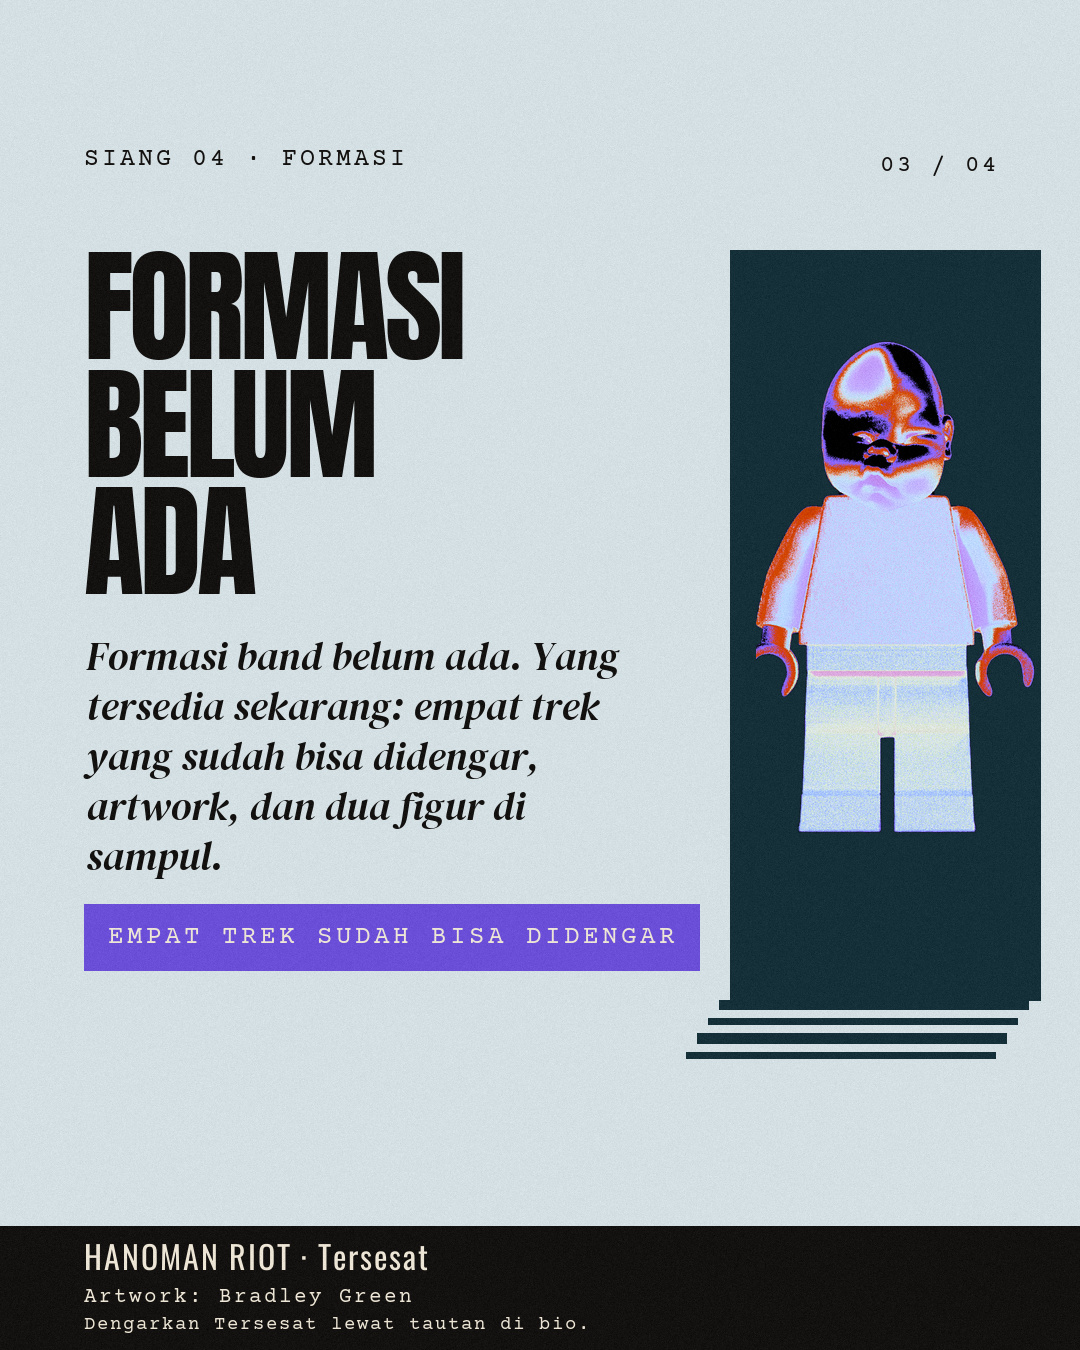 SIANG 04 · FORMASI
03 / 04
FORMASI
BELUM
ADA
Formasi band belum ada. Yang
tersedia sekarang: empat trek
yang sudah bisa didengar,
artwork, dan dua figur di
sampul.
EMPAT TREK SUDAH BISA DIDENGAR
HANOMAN RIOT · Tersesat
Artwork: Bradley Green
Dengarkan Tersesat lewat tautan di bio.